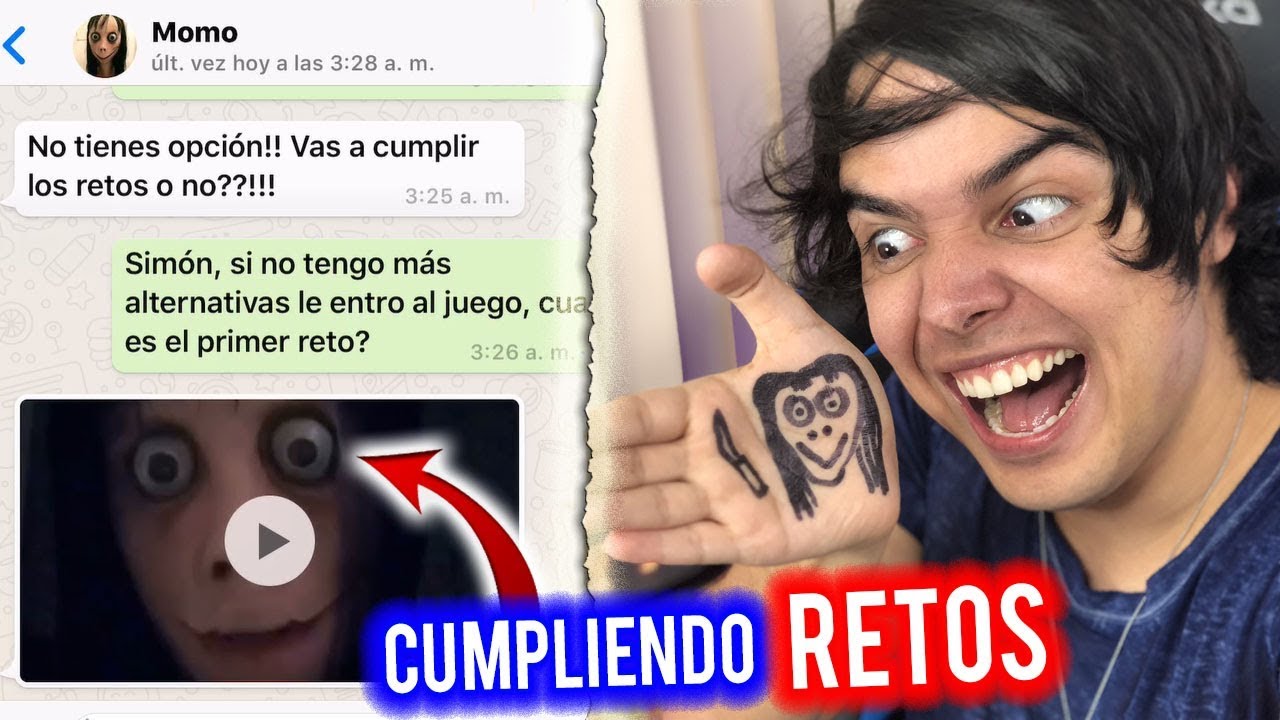 Momo
últ. vez hoy a las 3:28 a. m.
No tienes opción!! Vas a cumplir
los retos o no??!!!
3:25 a. m.
Simón, si no tengo más
alternativas le entro al juego, cua
es el primer reto?
3:26 a. m.
CUMPLIENDO RETOS